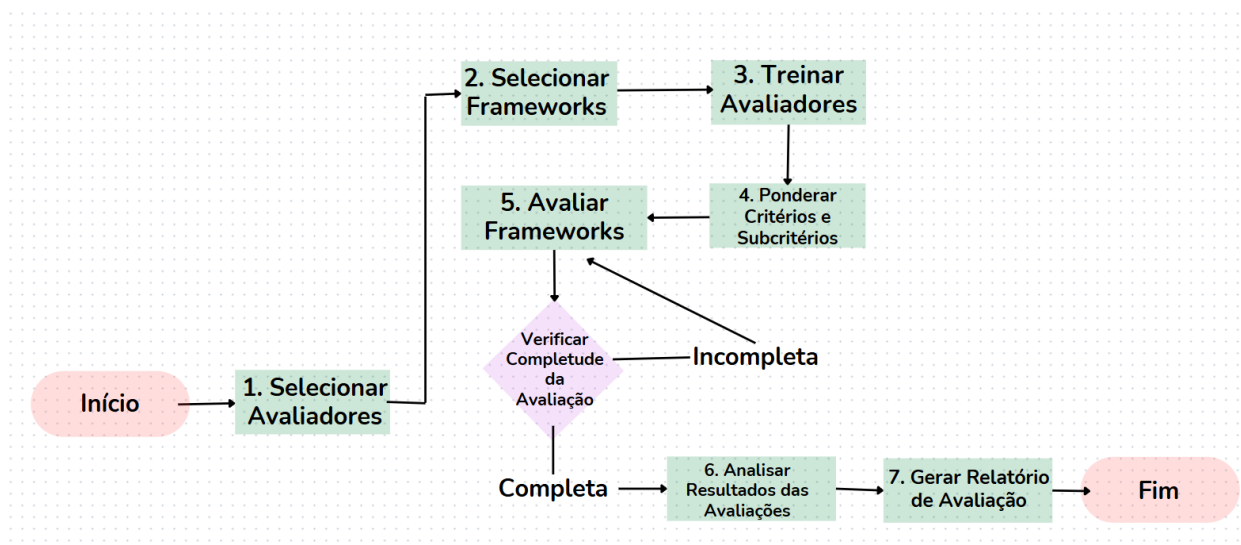 Início
1. Selecionar
Avaliadores
2. Selecionar
Frameworks
3. Treinar
Avaliadores
4. Ponderar
Critérios e
Subcritérios
5. Avaliar
Frameworks
Verificar
Completude
da
Avaliação
Incompleta
Completa
6. Analisar
Resultados das
Avaliações
7. Gerar Relatório
de Avaliação
Fim